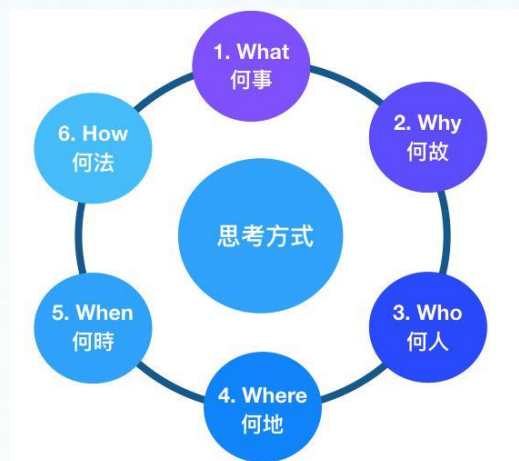 1. What
何事
2. Why
何故
3. Who
何人
4. Where
何地
5. When
何時
6. How
何法
思考方式